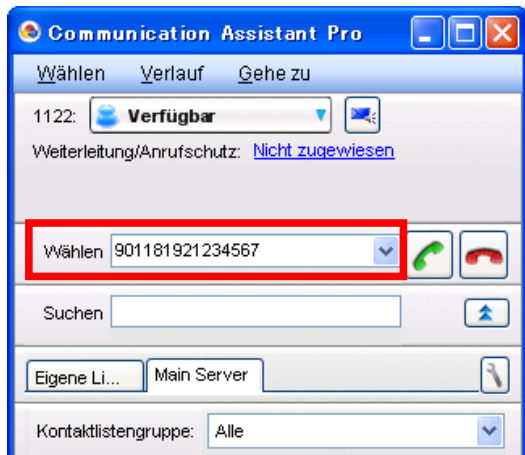 Communication Assistant Pro
Wählen Verlauf Gehe zu
1122: Verfügbar
Weiterleitung/Anrufschutz: Nicht zugewiesen
Wählen 901181921234567
Suchen
Eigene Li... Main Server
Kontaktlistengruppe: Alle